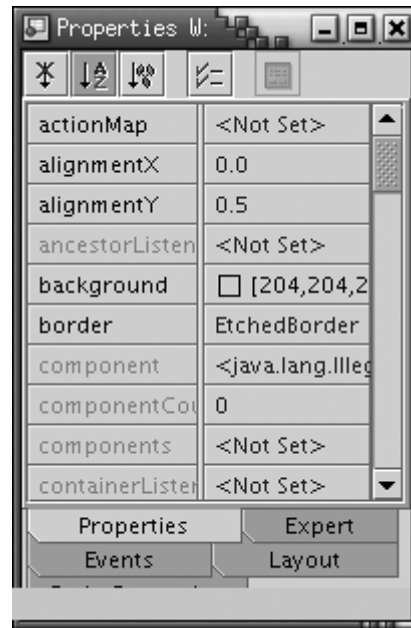 Properties W:
actionMap <Not Set>
alignmentX 0.0
alignmentY 0.5
ancestorListen <Not Set>
background [204,204,2
border EtchedBorder
component <java.lang.Illeg
componentCou 0
components <Not Set>
containerLister <Not Set>
Properties Expert
Events Layout